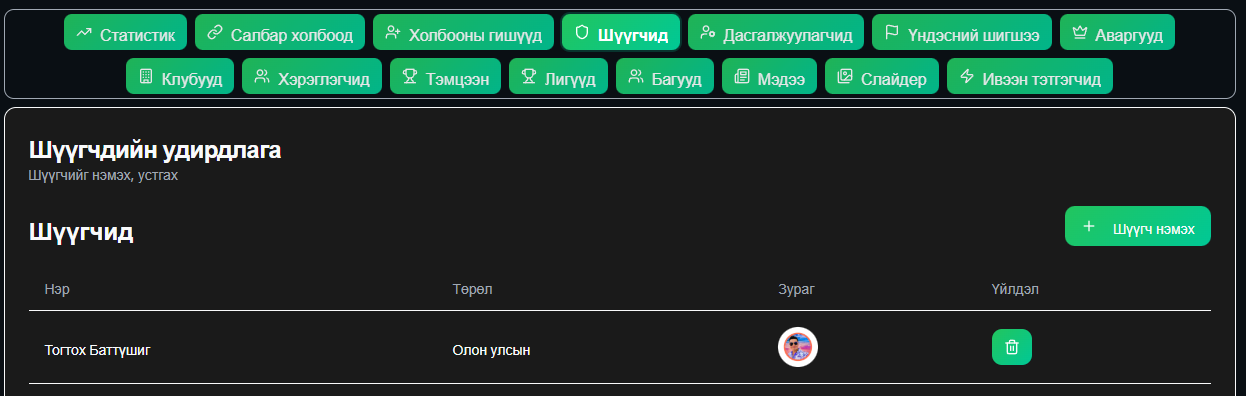 Статистик Салбар холбоод Холбооны гишүүд Шүүгчид Дасгалжуулагчид Үндэсний шигшээ Аваргууд
Клубууд Хэрэглэгчид Тэмцээн Лигүүд Багууд Мэдээ Слайдер Ивээн тэтгэгчид
Шүүгчдийн удирдлага
Шүүгчийг нэмэх, устгах
Шүүгчид
+ Шүүгч нэмэх
Нэр Төрөл Зураг Үйлдэл
Тогтох Баттүшиг Олон улсын